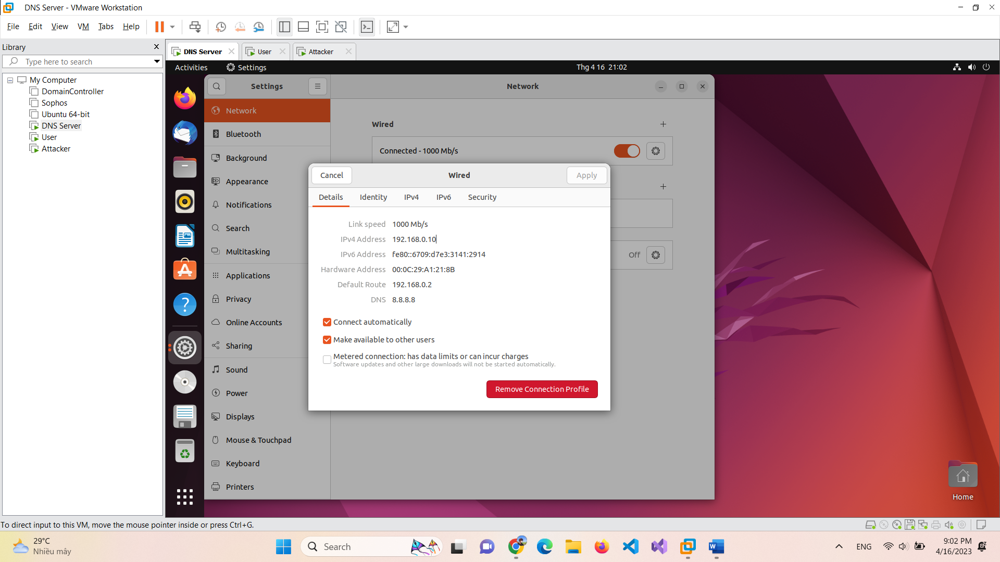 DNS Server - VMware Workstation
File Edit View VM Tabs Help
Library
Type here to search
My Computer
DomainController
Sophos
Ubuntu 64-bit
DNS Server
User
Attacker
DNS Server User Attacker
Activities Settings Thg 4 16 21:02
Settings Network
Network
Bluetooth
Background
Appearance
Notifications
Search
Multitasking
Applications
Privacy
Online Accounts
Sharing
Sound
Power
Displays
Mouse & Touchpad
Keyboard
Printers
Wired
Connected - 1000 Mb/s
Off
Cancel Wired Apply
Details Identity IPv4 IPv6 Security
Link speed 1000 Mb/s
IPv4 Address 192.168.0.10
IPv6 Address fe80::6709:d7e3:3141:2914
Hardware Address 00:0C:29:A1:21:8B
Default Route 192.168.0.2
DNS 8.8.8.8
Connect automatically
Make available to other users
Metered connection: has data limits or can incur charges
Software updates and other large downloads will not be started automatically.
Remove Connection Profile
Home
To direct input to this VM, move the mouse pointer inside or press Ctrl+G.
29°C
Nhiều mây
Search
ENG
9:02 PM
4/16/2023